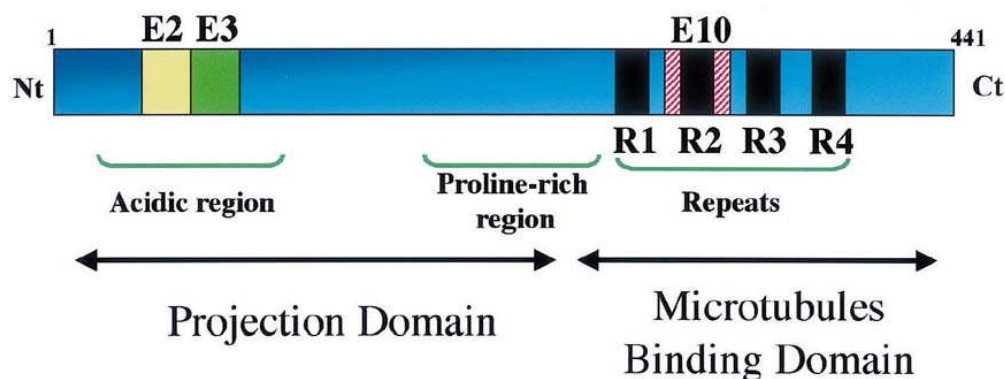 1 E2 E3 E10 441
Nt Ct
R1 R2 R3 R4
Acidic region
Proline-rich
region
Repeats
Projection Domain
Microtubules
Binding Domain